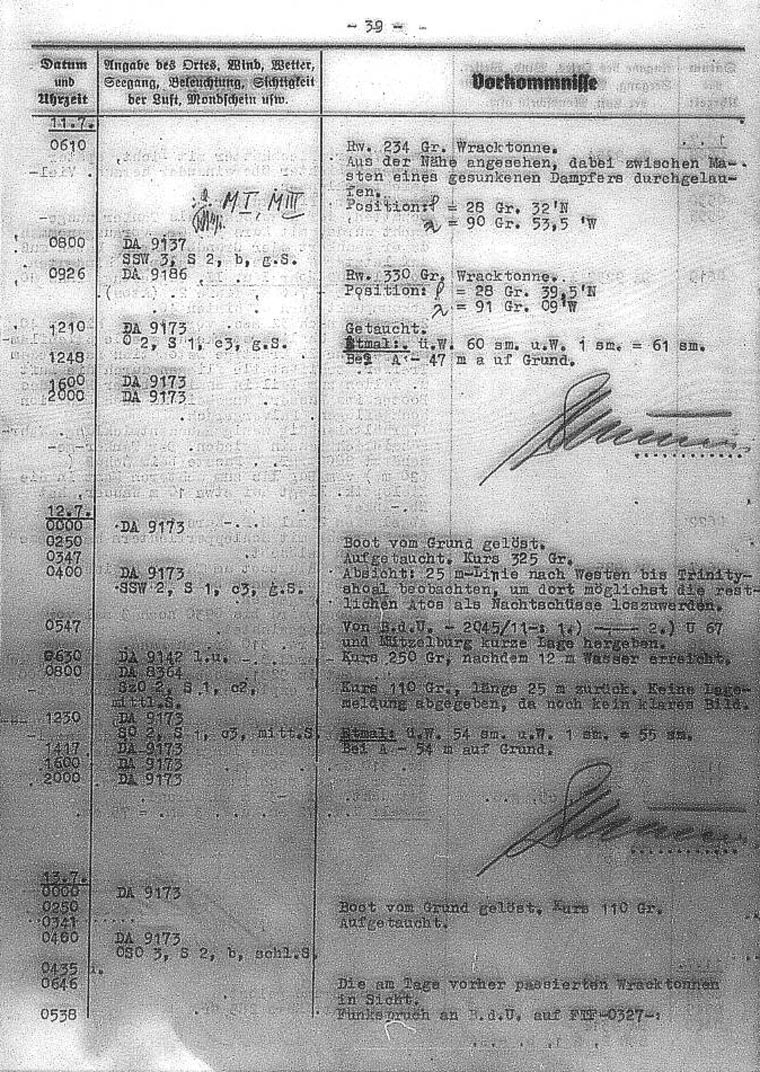 - 39 -
Datum und Uhrzeit
Angabe des Ortes, Wind, Wetter, Seegang, Beleuchtung, Sichtigkeit der Luft, Mondschein usw.
Vorkommnisse
11.7.
0610 Rw. 234 Gr. Wracktonne.
Aus der Nähe angesehen, dabei zwischen Ma-
sten eines gesunkenen Dampfers durchgelau-
fen.
M I, M III
Position: φ = 28 Gr. 32'N
λ = 90 Gr. 53,5 'W
0800 DA 9137
SSW 3, S 2, b, g.S.
0926 DA 9186 Rw. 330 Gr. Wracktonne.
Position: φ = 28 Gr. 39,5'N
λ = 91 Gr. 09'W
1210 DA 9173 Getaucht.
O 2, S 1, c3, g.S. Etmal: ü.W. 60 sm. u.W. 1 sm. = 61 sm.
1248 Bei A - 47 m a uf Grund.
1600 DA 9173
2000 DA 9173
12.7.
0000 DA 9173
0250 Boot vom Grund gelöst.
0347 Aufgetaucht. Kurs 325 Gr.
0400 DA 9173 Absicht: 25 m-Linie nach Westen bis Trinity-
SSW 2, S 1, c3, g.S. shoal beobachten, um dort möglichst die rest-
lichen Atos als Nachtschüsse loszuwerden.
0547 Von B.d.U. - 2045/11-: 1.) —— 2.) U 67
und Mützelburg kurze Lage hergeben.
0630 DA 9142 l.u. Kurs 250 Gr, nachdem 12 m Wasser erreicht.
0800 DA 8364
SzO 2, S 1, c2, Kurs 110 Gr., längs 25 m zurück. Keine Lage-
mittl.S. meldung abgegeben, da noch kein klares Bild.
1230 DA 9173
SO 2, S 1, c3, mitt.S. Etmal: ü.W. 54 sm. u.W. 1 sm. = 55 sm.
1417 DA 9173 Bei A - 54 m auf Grund.
1600 DA 9173
2000 DA 9173
13.7.
0000 DA 9173
0250 Boot vom Grund gelöst. Kurs 110 Gr.
0341 Aufgetaucht.
0400 DA 9173
OSO 3, S 2, b, schl.S.
0435
0646 Die am Tage vorher passierten Wracktonnen
in Sicht.
0538 Funkspruch an B.d.U. auf -0327-: